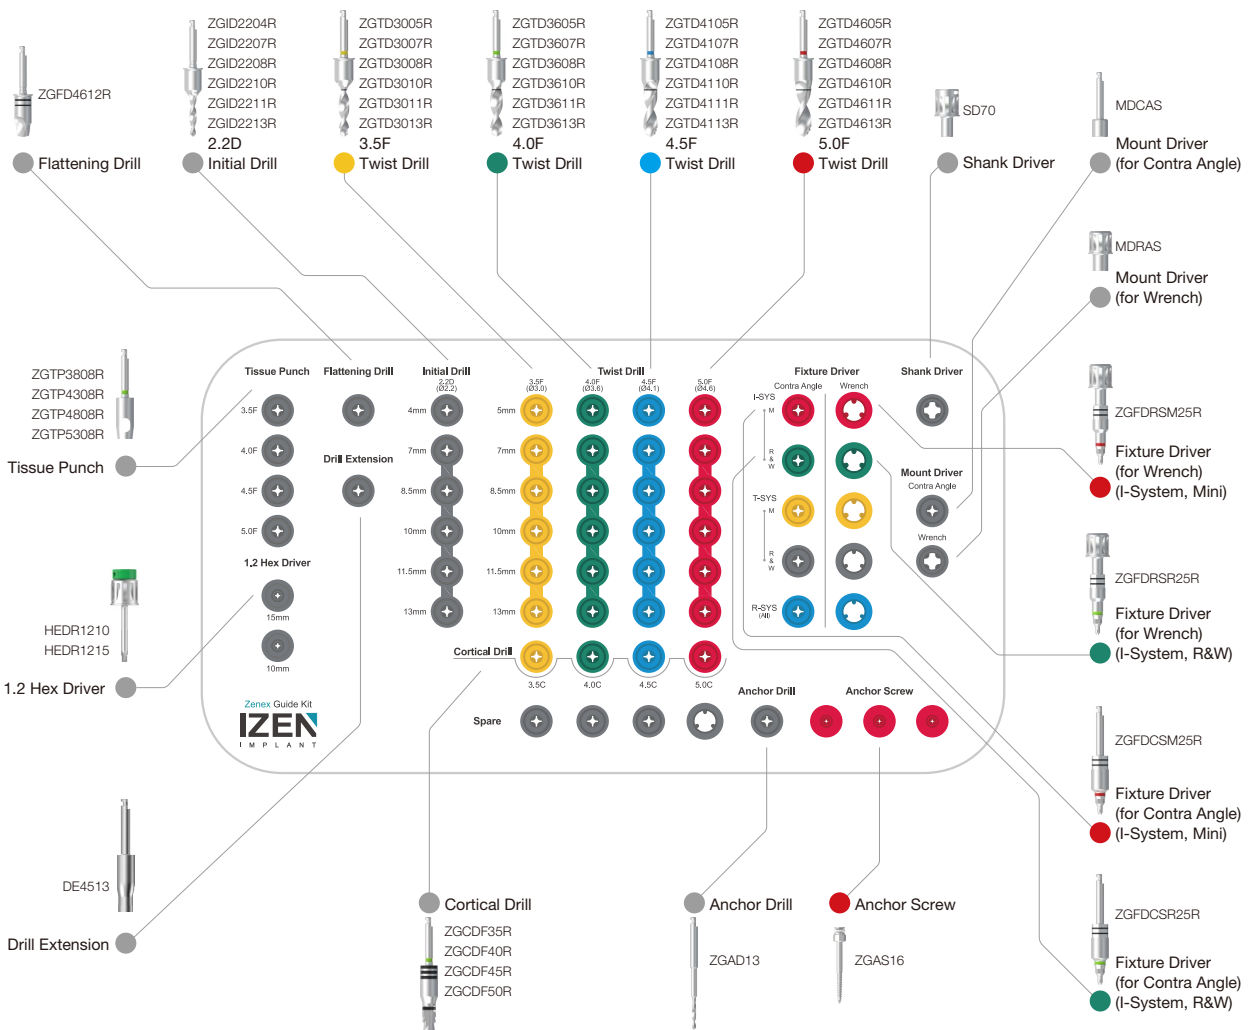 ZGFD4612R
Flattening Drill
ZGID2204R
ZGID2207R
ZGID2208R
ZGID2210R
ZGID2211R
ZGID2213R
2.2D
Initial Drill
ZGTD3005R
ZGTD3007R
ZGTD3008R
ZGTD3010R
ZGTD3011R
ZGTD3013R
3.5F
Twist Drill
ZGTD3605R
ZGTD3607R
ZGTD3608R
ZGTD3610R
ZGTD3611R
ZGTD3613R
4.0F
Twist Drill
ZGTD4105R
ZGTD4107R
ZGTD4108R
ZGTD4110R
ZGTD4111R
ZGTD4113R
4.5F
Twist Drill
ZGTD4605R
ZGTD4607R
ZGTD4608R
ZGTD4610R
ZGTD4611R
ZGTD4613R
5.0F
Twist Drill
SD70
Shank Driver
MDCAS
Mount Driver
(for Contra Angle)
MDRAS
Mount Driver
(for Wrench)
ZGTP3808R
ZGTP4308R
ZGTP4808R
ZGTP5308R
Tissue Punch
HEDR1210
HEDR1215
1.2 Hex Driver
DE4513
Drill Extension
Tissue Punch
3.5F
4.0F
4.5F
5.0F
1,2 Hex Driver
15mm
10mm
Zenex Guide Kit
IZEN
IMPLANT
Flattening Drill
Drill Extension
Initial Drill
2.2D
(Ø2.2)
4mm
7mm
8.5mm
10mm
11.5mm
13mm
Twist Drill
3.5F
(Ø3.0)
4.0F
(Ø3.6)
4.5F
(Ø4.1)
5.0F
(Ø4.6)
5mm
7mm
8.5mm
10mm
11.5mm
13mm
Cortical Drill
3.5C
4.0C
4.5C
5.0C
Spare
Anchor Drill
Anchor Screw
Fixture Driver
Contra Angle
Wrench
I-SYS
M
R
&
W
T-SYS
M
R
&
W
R-SYS
(All)
Shank Driver
Mount Driver
Contra Angle
Wrench
ZGFDRSM25R
Fixture Driver
(for Wrench)
(I-System, Mini)
ZGFDRSR25R
Fixture Driver
(for Wrench)
(I-System, R&W)
ZGFDCSM25R
Fixture Driver
(for Contra Angle)
(I-System, Mini)
ZGFDCSR25R
Fixture Driver
(for Contra Angle)
(I-System, R&W)
Cortical Drill
ZGCDF35R
ZGCDF40R
ZGCDF45R
ZGCDF50R
Anchor Drill
ZGAD13
Anchor Screw
ZGAS16